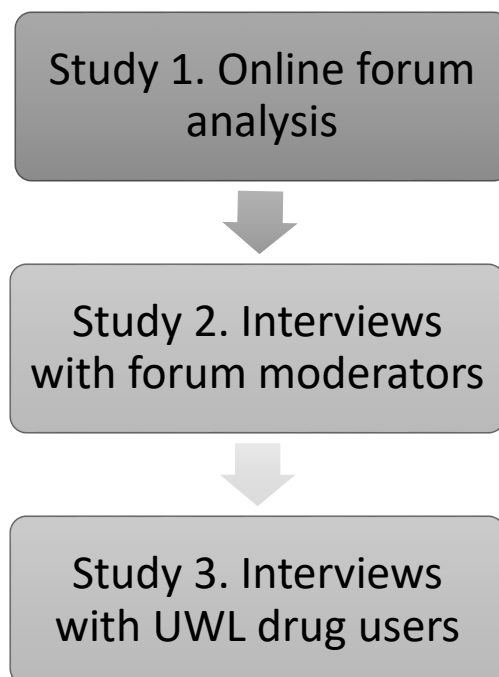 Study 1. Online forum
analysis
Study 2. Interviews
with forum moderators
Study 3. Interviews
with UWL drug users